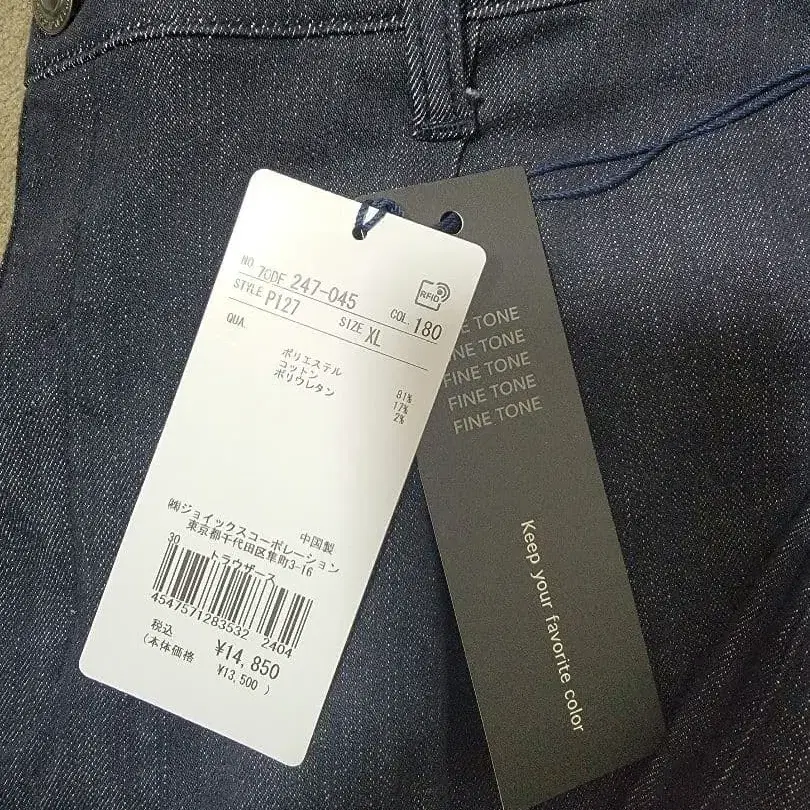 NO. 7CDF 247-045
RFID
STYLE P127 SIZE XL COL. 180
QUA.
ポリエステル 81%
コットン 17%
ポリウレタン 2%
中国製
㈱ジョイックスコーポレーション
東京都千代田区隼町3-16
30 トラウザース
4547571283532 2404
税込 ¥14,850
(本体価格 ¥13,500 )
E TONE
INE TONE
FINE TONE
FINE TONE
FINE TONE
Keep your favorite color